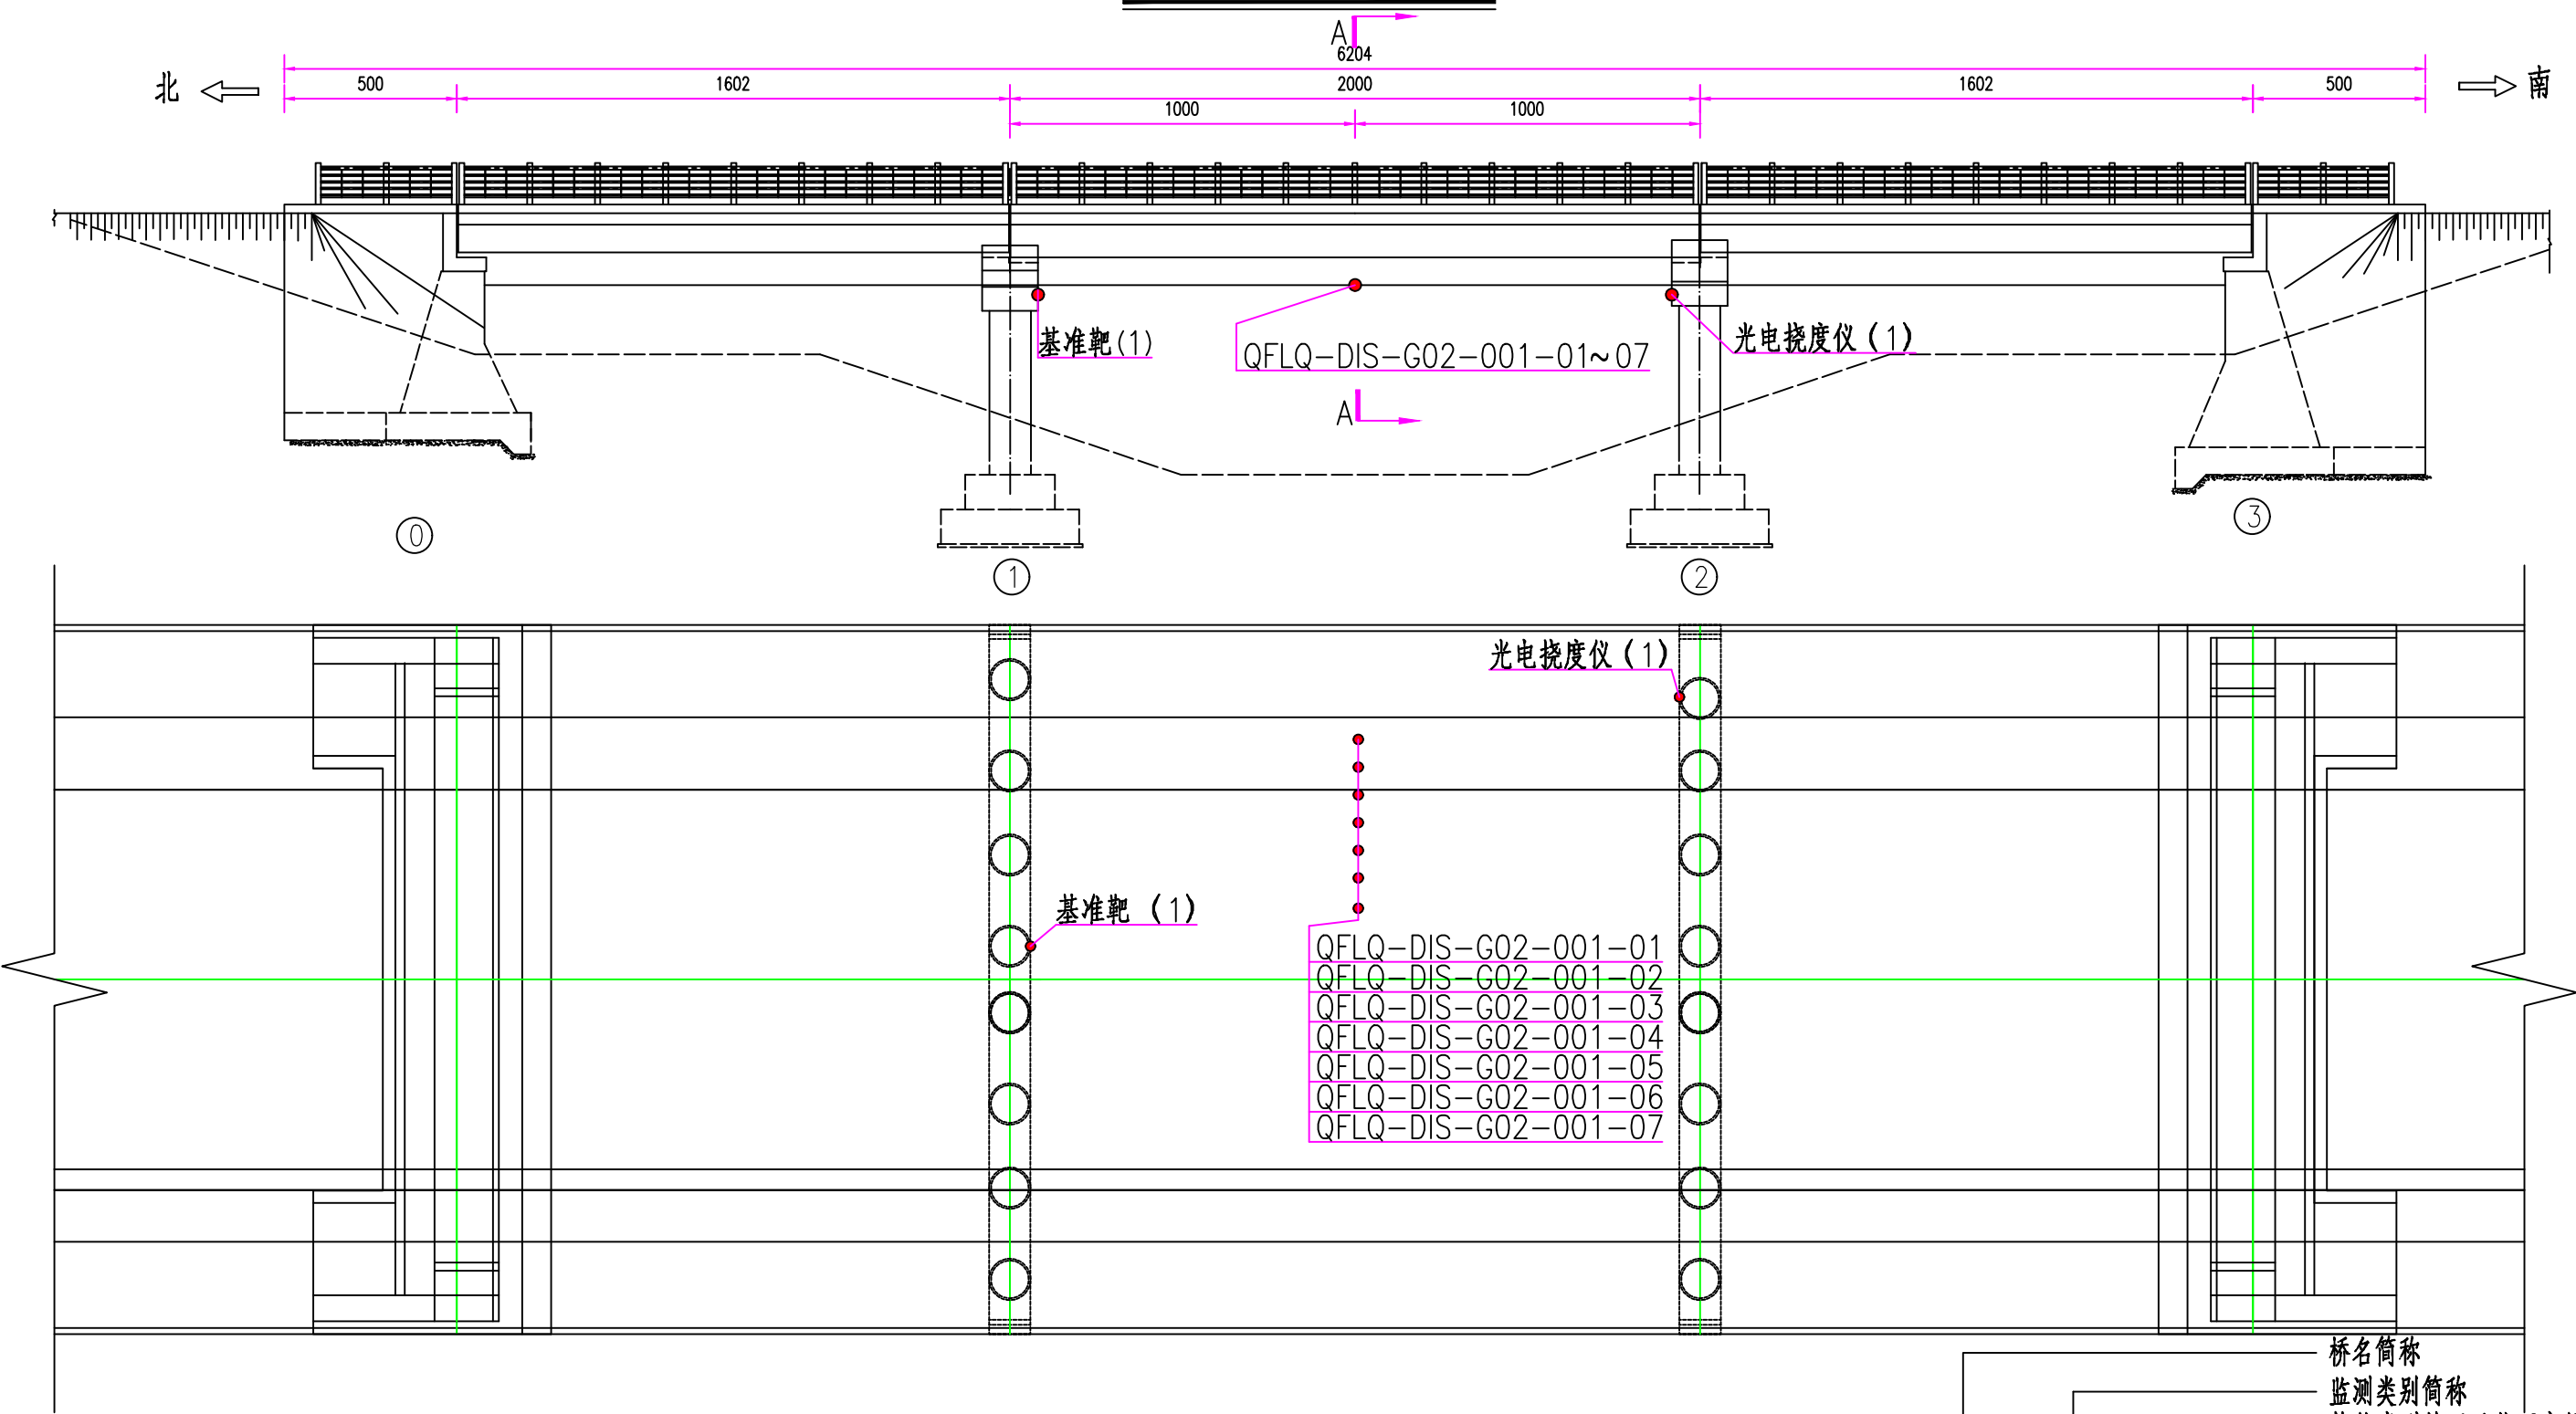 A
6204
北
500
1602
2000
1602
500
南
1000
1000
基准靶(1)
QFLQ-DIS-G02-001-01~07
光电挠度仪(1)
A
0
3
1
2
光电挠度仪(1)
基准靶(1)
QFLQ-DIS-G02-001-01
QFLQ-DIS-G02-001-02
QFLQ-DIS-G02-001-03
QFLQ-DIS-G02-001-04
QFLQ-DIS-G02-001-05
QFLQ-DIS-G02-001-06
QFLQ-DIS-G02-001-07
桥名简称
监测类别简称